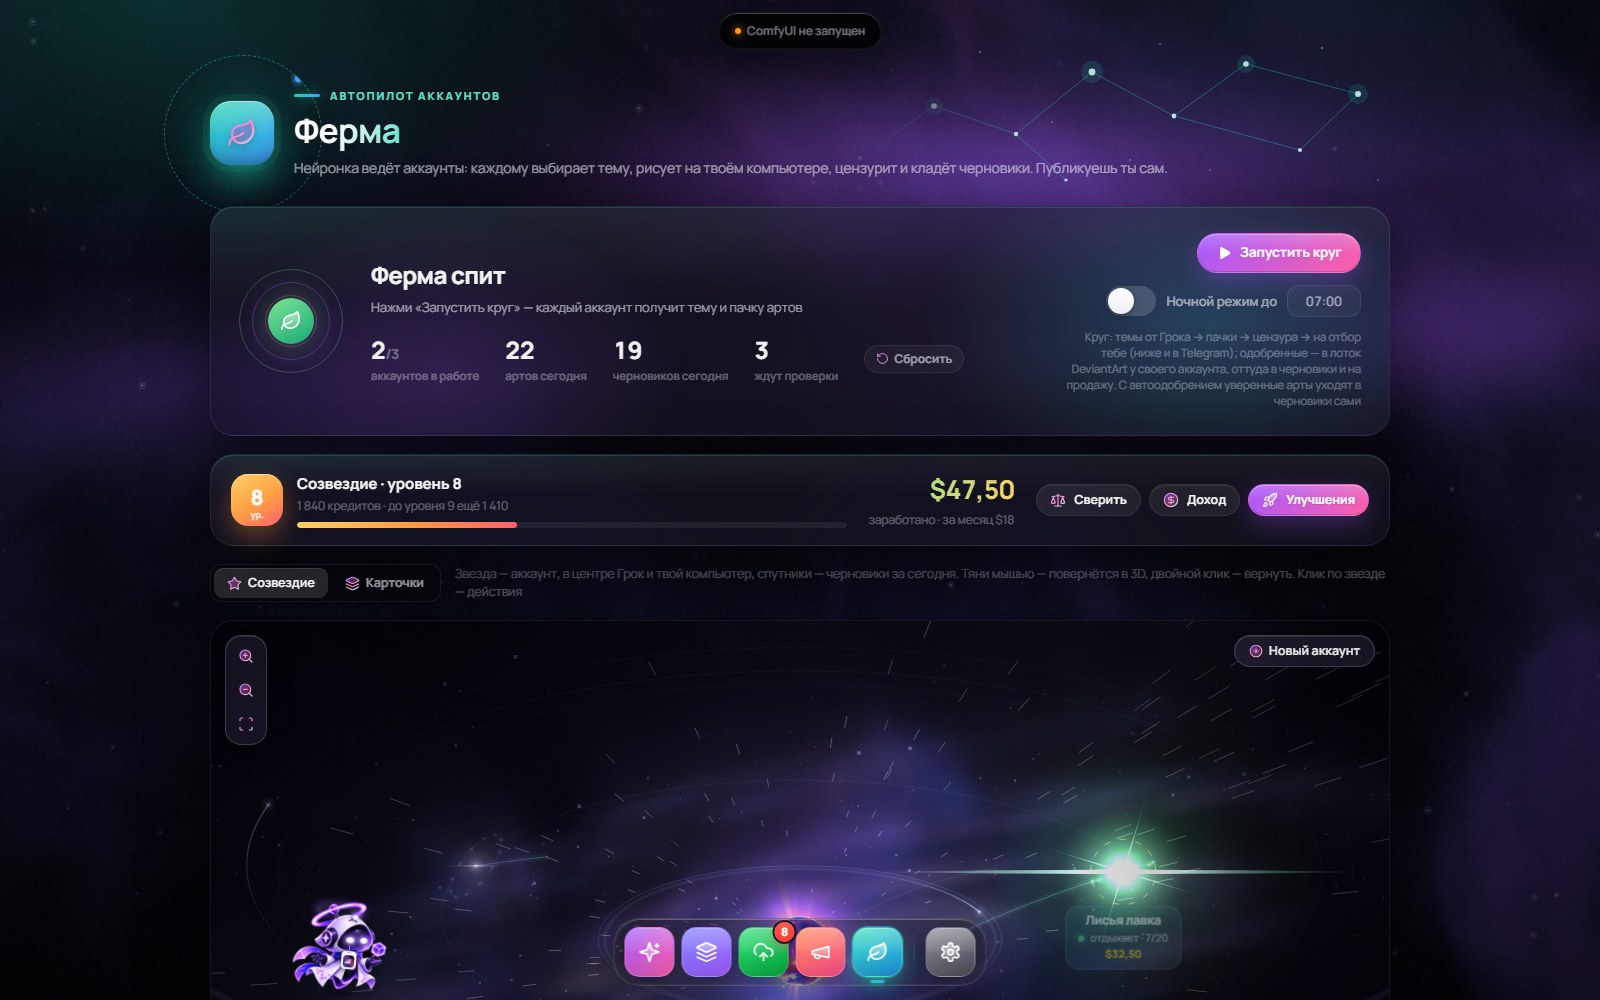 ComfyUI не запущен
АВТОПИЛОТ АККАУНТОВ
Ферма
Нейронка ведёт аккаунты: каждому выбирает тему, рисует на твоём компьютере, цензурит и кладёт черновики. Публикуешь ты сам.
Ферма спит
Нажми «Запустить круг» — каждый аккаунт получит тему и пачку артов
2/3
аккаунтов в работе
22
артов сегодня
19
черновиков сегодня
3
ждут проверки
Сбросить
Запустить круг
Ночной режим до
07:00
Круг: темы от Грока → пачки → цензура → на отбор
тебе (ниже и в Telegram); одобренные — в лоток
DeviantArt у своего аккаунта, оттуда в черновики и на
продажу. С автоодобрением уверенные арты уходят в
черновики сами
8
ур.
Созвездие · уровень 8
1 840 кредитов · до уровня 9 ещё 1 410
$47,50
заработано · за месяц $18
Сверить
Доход
Улучшения
Созвездие
Карточки
Звезда — аккаунт, в центре Грок и твой компьютер, спутники — черновики за сегодня. Тяни мышью — повернётся в 3D, двойной клик — вернуть. Клик по звезде
— действия
Новый аккаунт
Лисья лавка
отдыхает · 7/20
$32,50
8